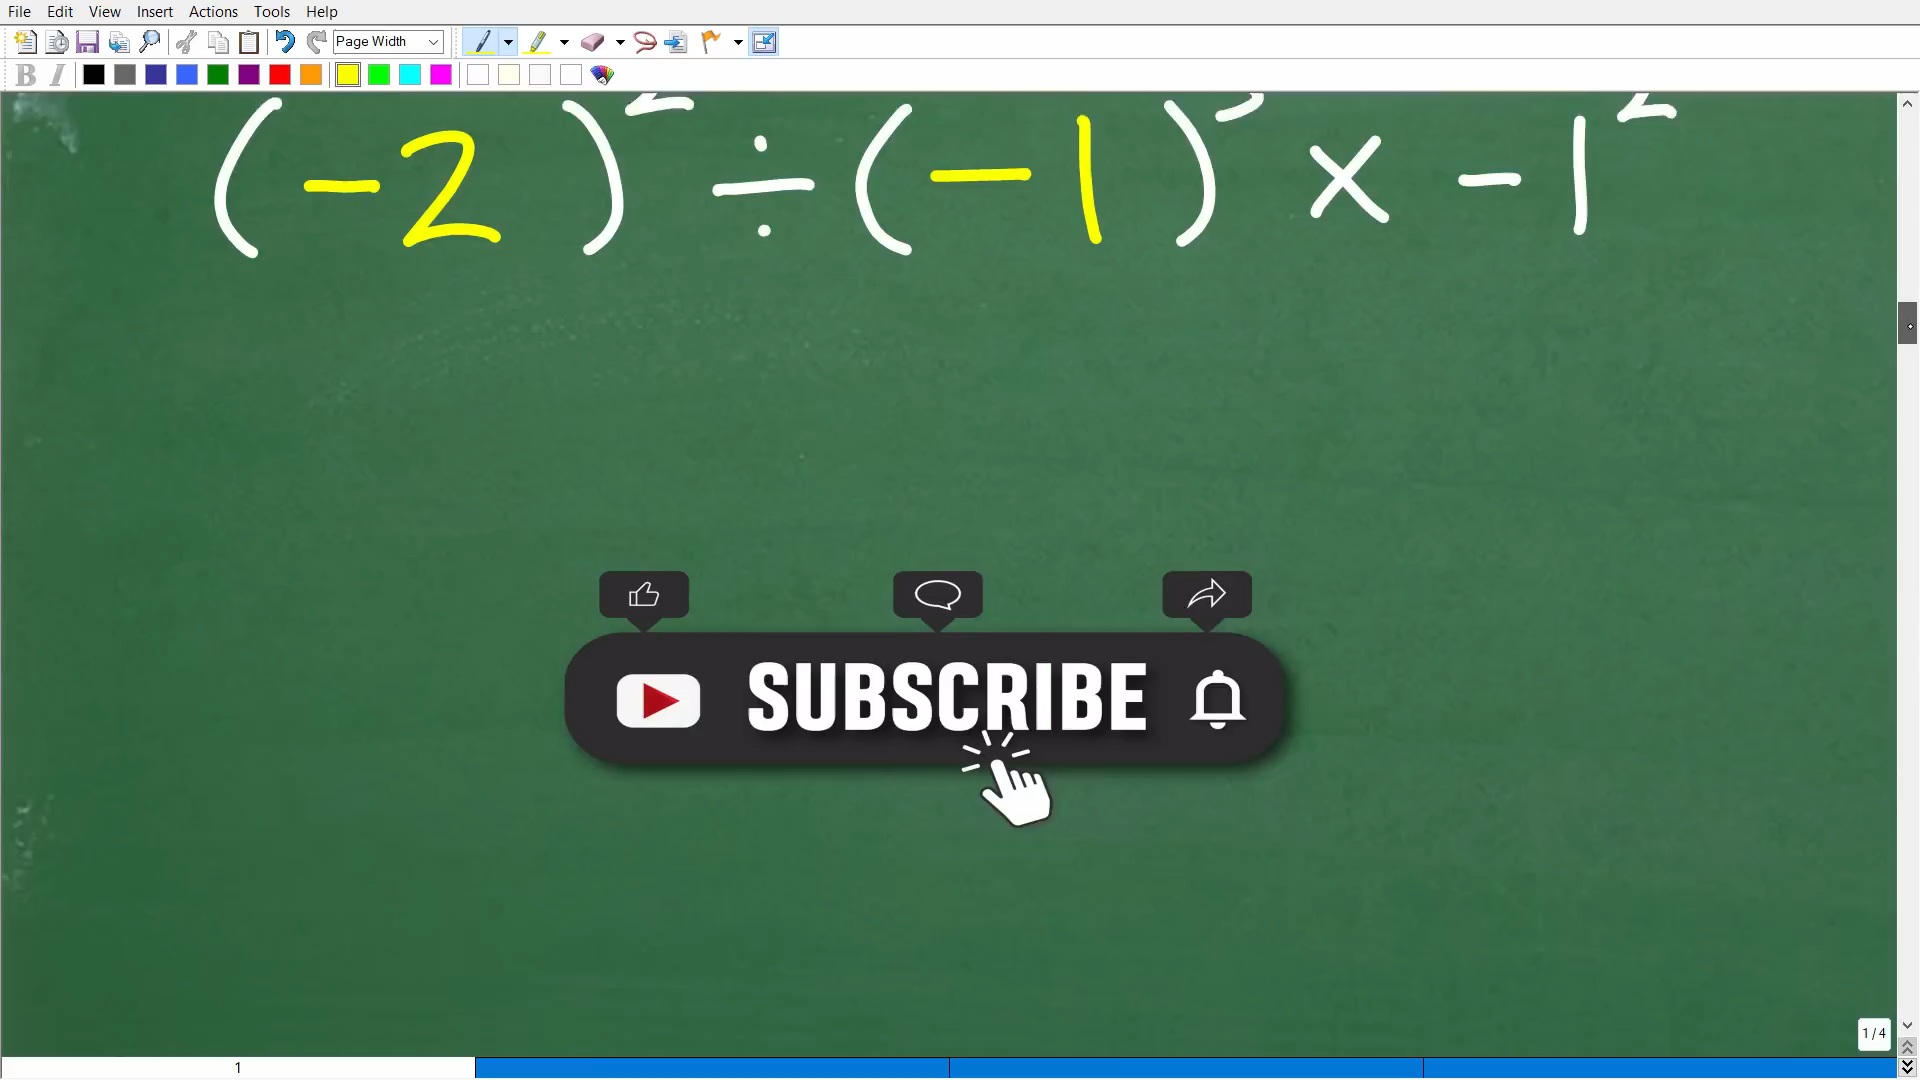 File Edit View Insert Actions Tools Help
Page Width
B I
(-2)² ÷ (-1)³ × -1²
SUBSCRIBE
1 / 4
1